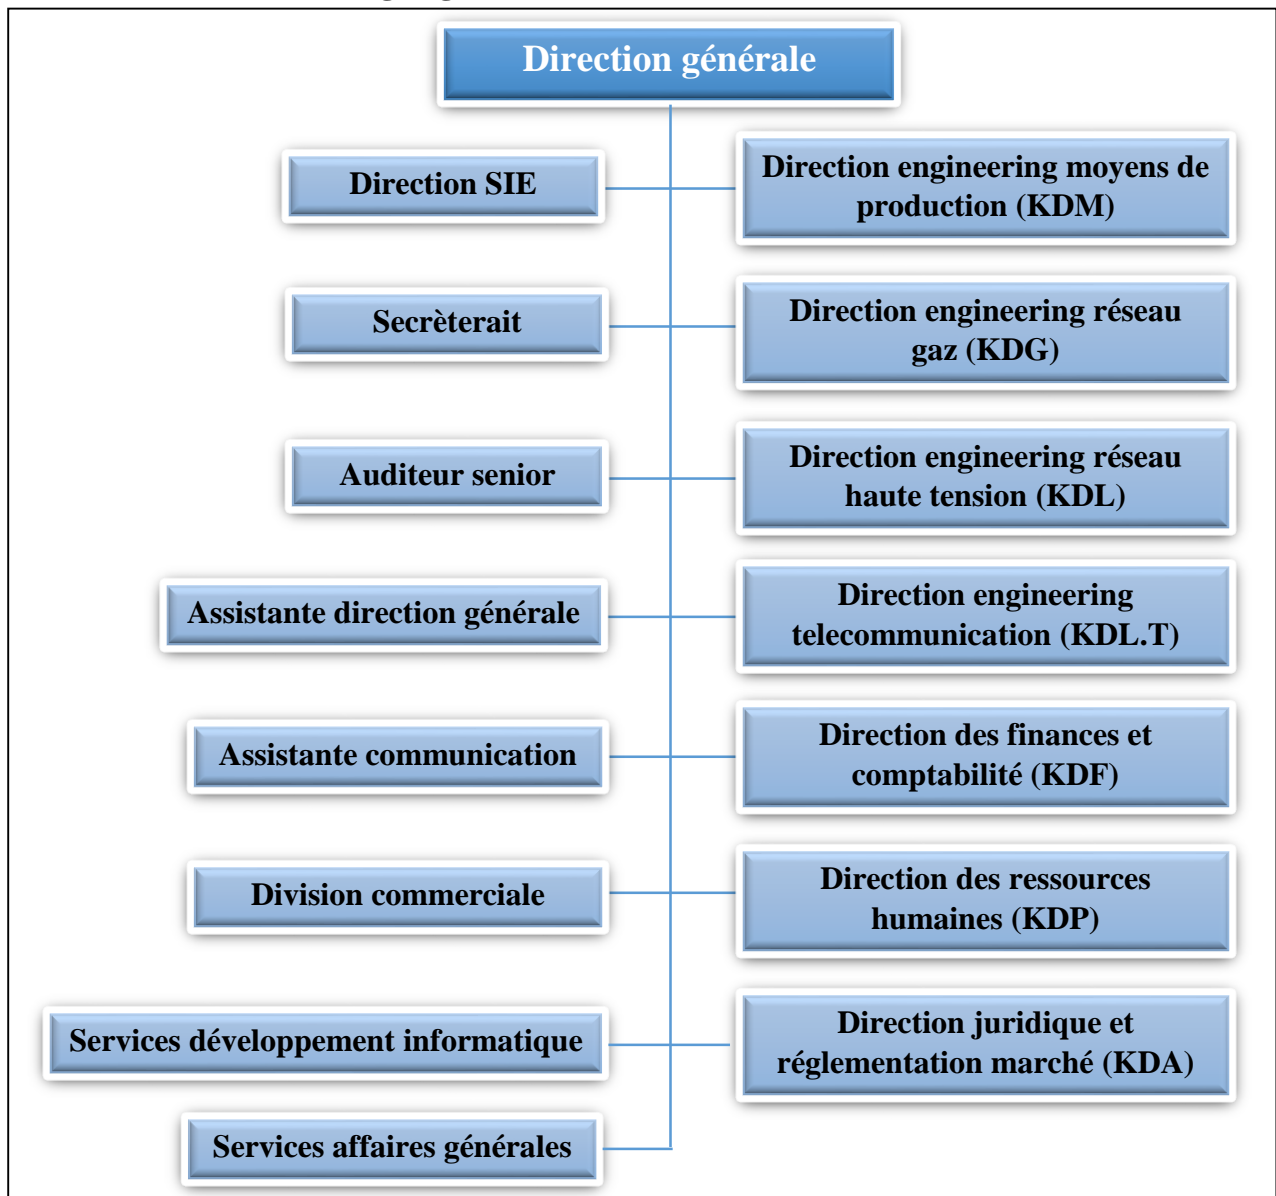 Direction générale
Direction SIE
Direction engineering moyens de
production (KDM)
Secrèterait
Direction engineering réseau
gaz (KDG)
Auditeur senior
Direction engineering réseau
haute tension (KDL)
Assistante direction générale
Direction engineering
telecommunication (KDL.T)
Assistante communication
Direction des finances et
comptabilité (KDF)
Division commerciale
Direction des ressources
humaines (KDP)
Services développement informatique
Direction juridique et
réglementation marché (KDA)
Services affaires générales